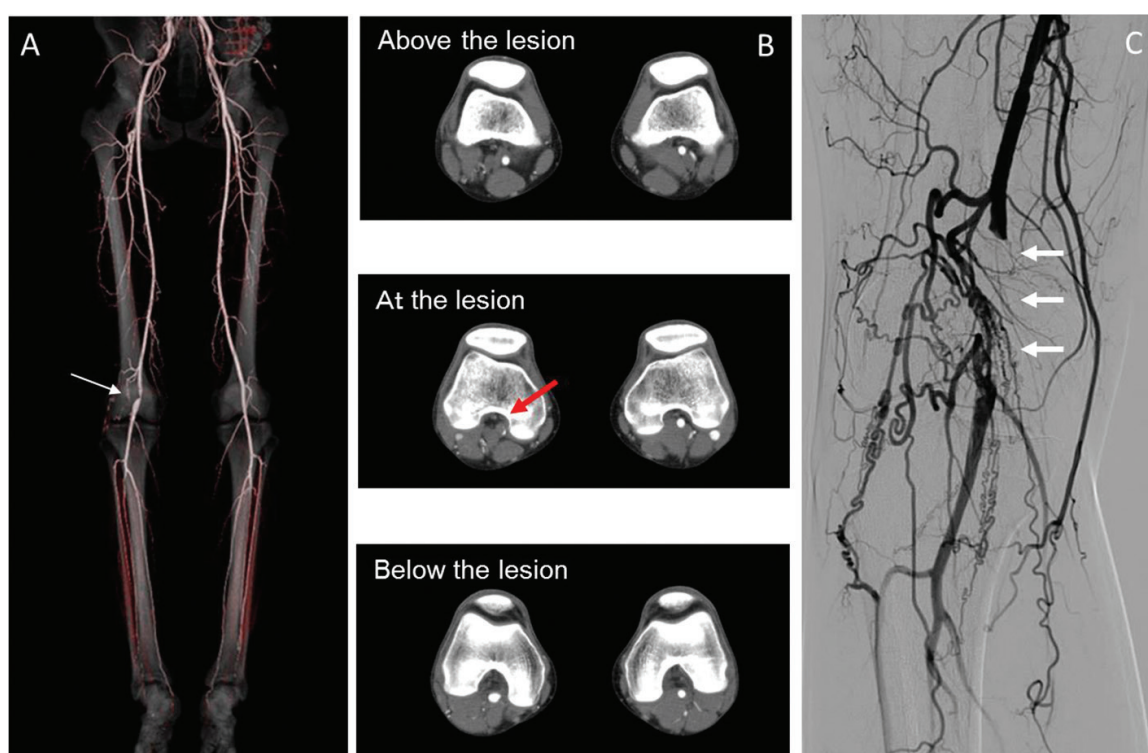 A
Above the lesion
B
At the lesion
Below the lesion
C